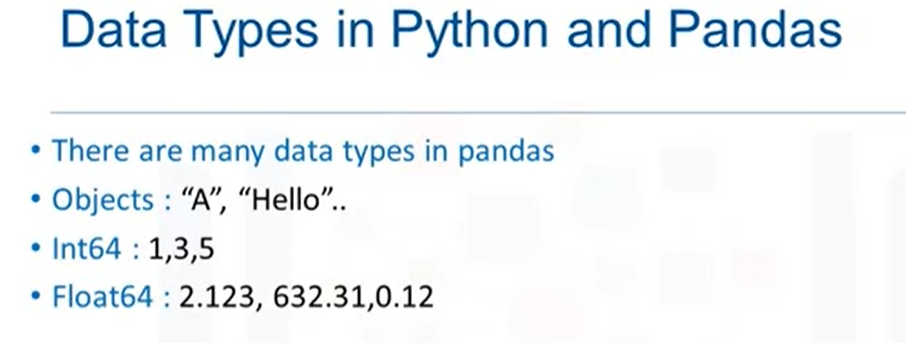 Data Types in Python and Pandas
• There are many data types in pandas
• Objects : “A”, “Hello”..
• Int64 : 1,3,5
• Float64 : 2.123, 632.31,0.12